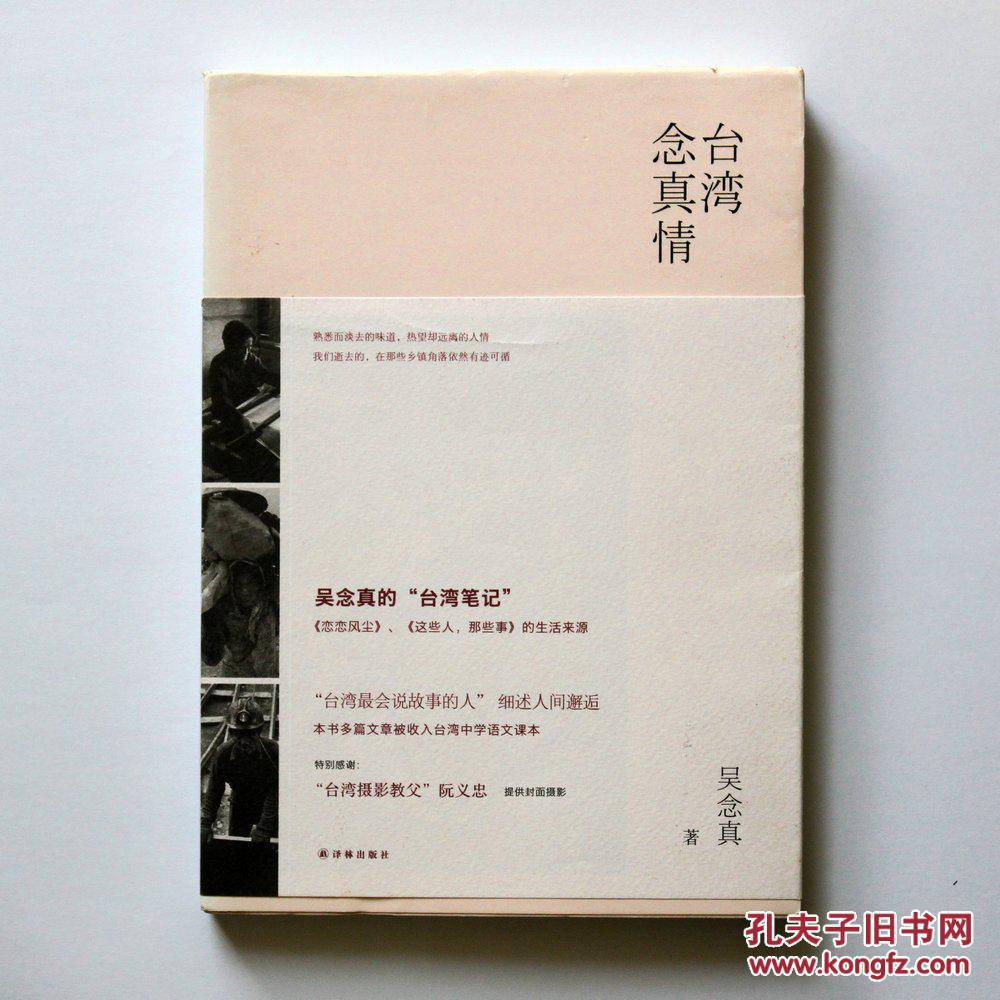 台湾
念真情
熟悉而淡去的味道，热望却远离的人情
我们逝去的，在那些乡镇角落依然有迹可循
吴念真的“台湾笔记”
《恋恋风尘》、《这些人，那些事》的生活来源
“台湾最会说故事的人” 细述人间邂逅
本书多篇文章被收入台湾中学语文课本
特别感谢：
“台湾摄影教父”阮义忠 提供封面摄影
吴念真
著
译林出版社
孔夫子旧书网
www.kongfz.com